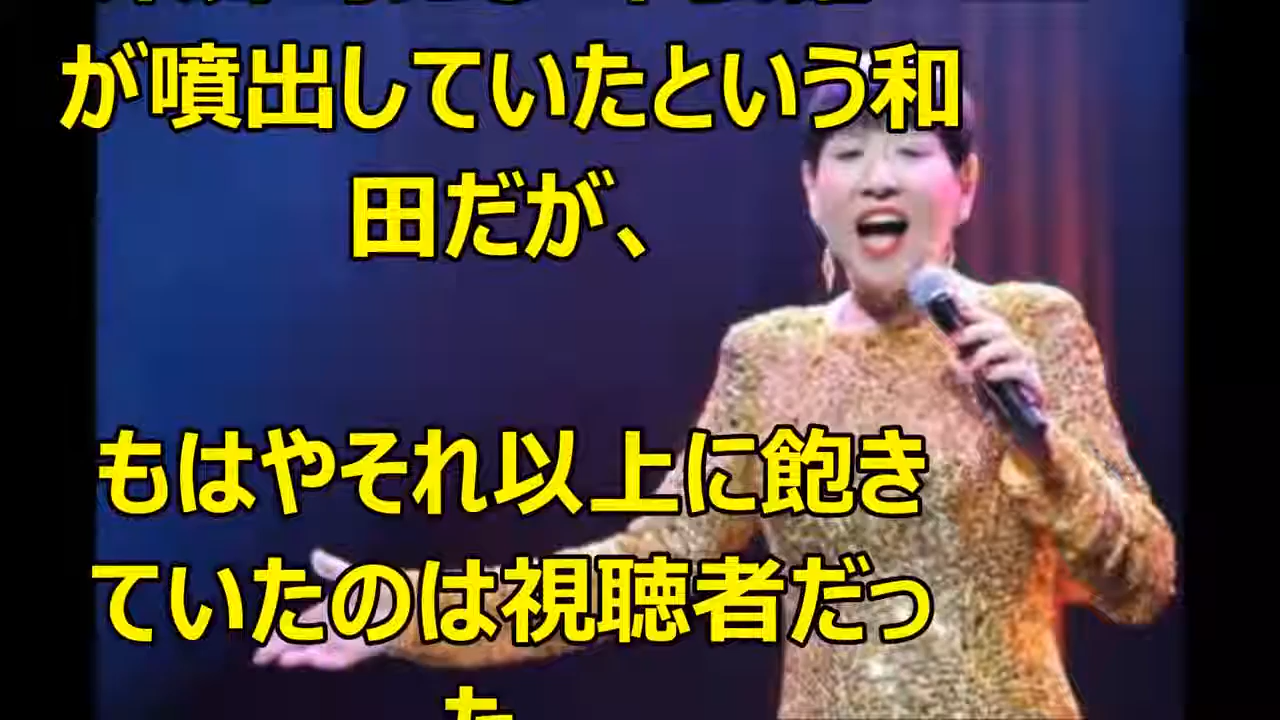 が噴出していたという和
田だが、
もはやそれ以上に飽き
ていたのは視聴者だっ
た